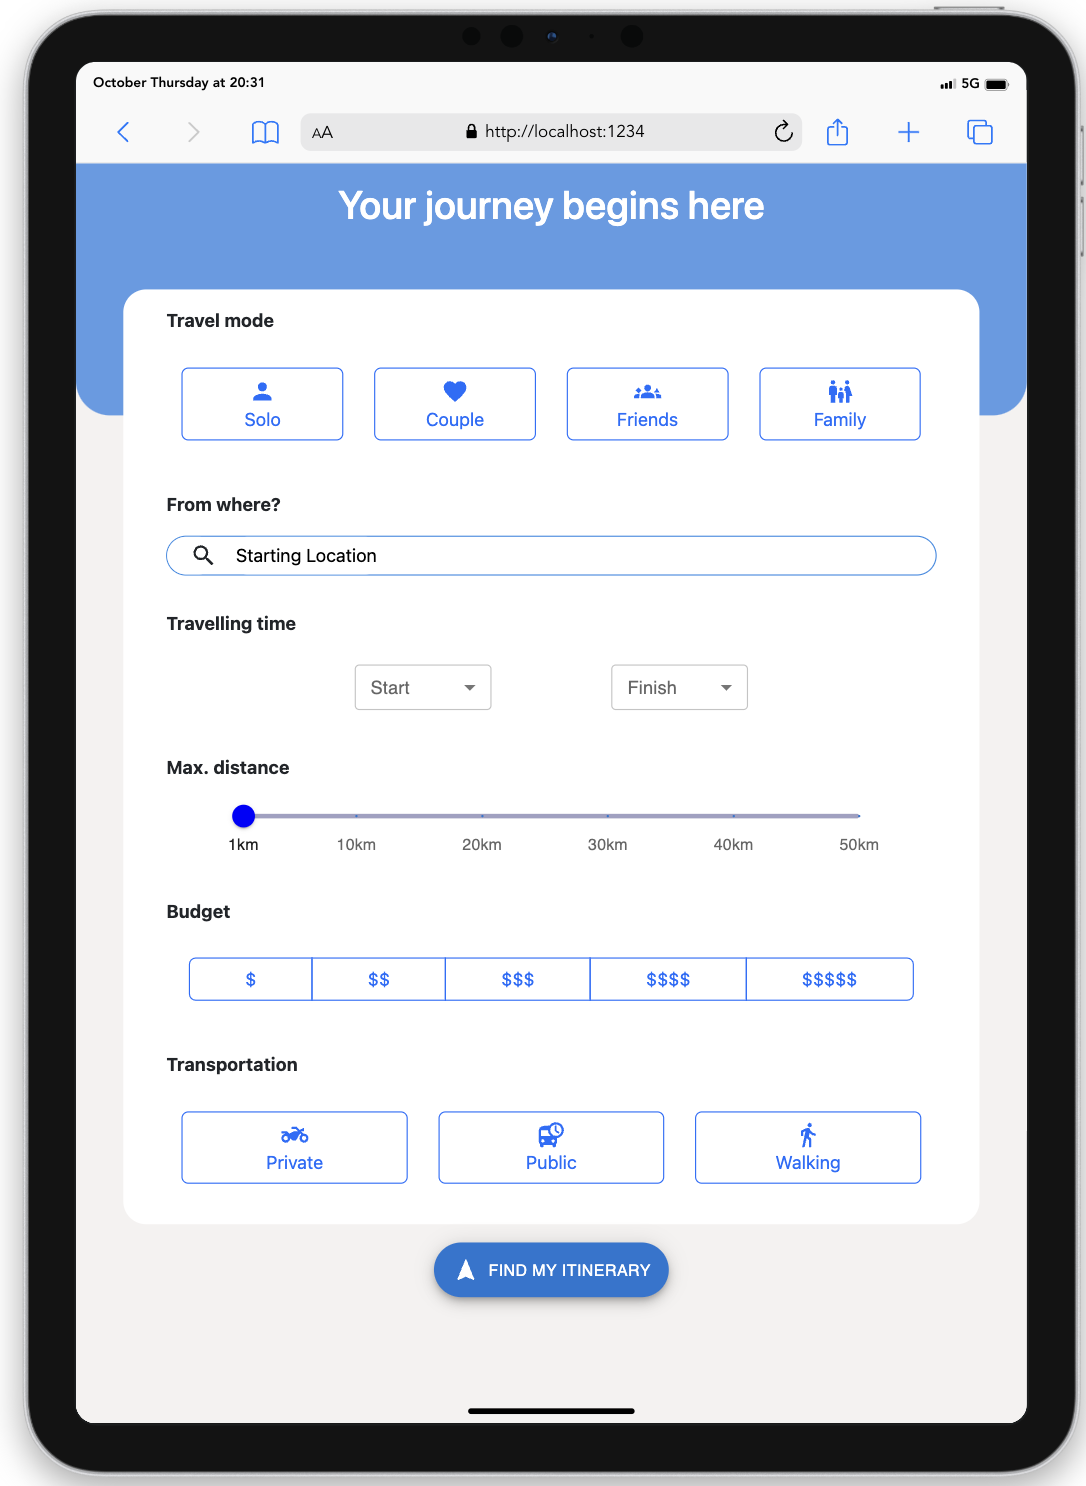 October Thursday at 20:31
5G
AA
http://localhost:1234
Your journey begins here
Travel mode
Solo
Couple
Friends
Family
From where?
Starting Location
Travelling time
Start
Finish
Max. distance
1km
10km
20km
30km
40km
50km
Budget
$
$$
$$$
$$$$
$$$$$
Transportation
Private
Public
Walking
FIND MY ITINERARY